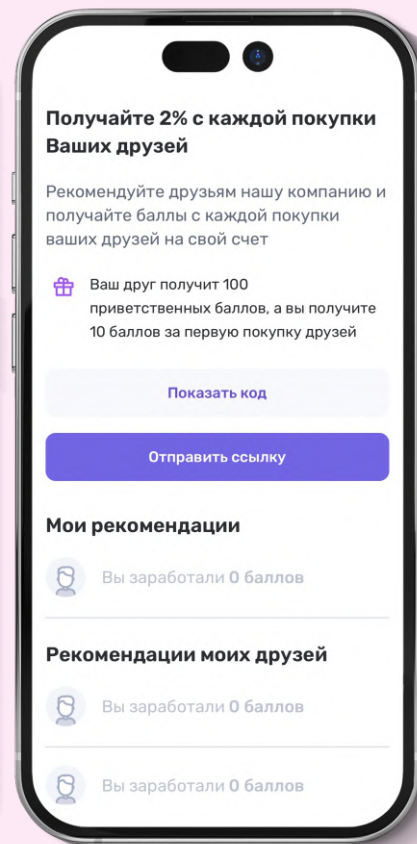 Получайте 2% с каждой покупки
Ваших друзей
Рекомендуйте друзьям нашу компанию и
получайте баллы с каждой покупки
ваших друзей на свой счет
Ваш друг получит 100
приветственных баллов, а вы получите
10 баллов за первую покупку друзей
Показать код
Отправить ссылку
Мои рекомендации
Вы заработали 0 баллов
Рекомендации моих друзей
Вы заработали 0 баллов
Вы заработали 0 баллов